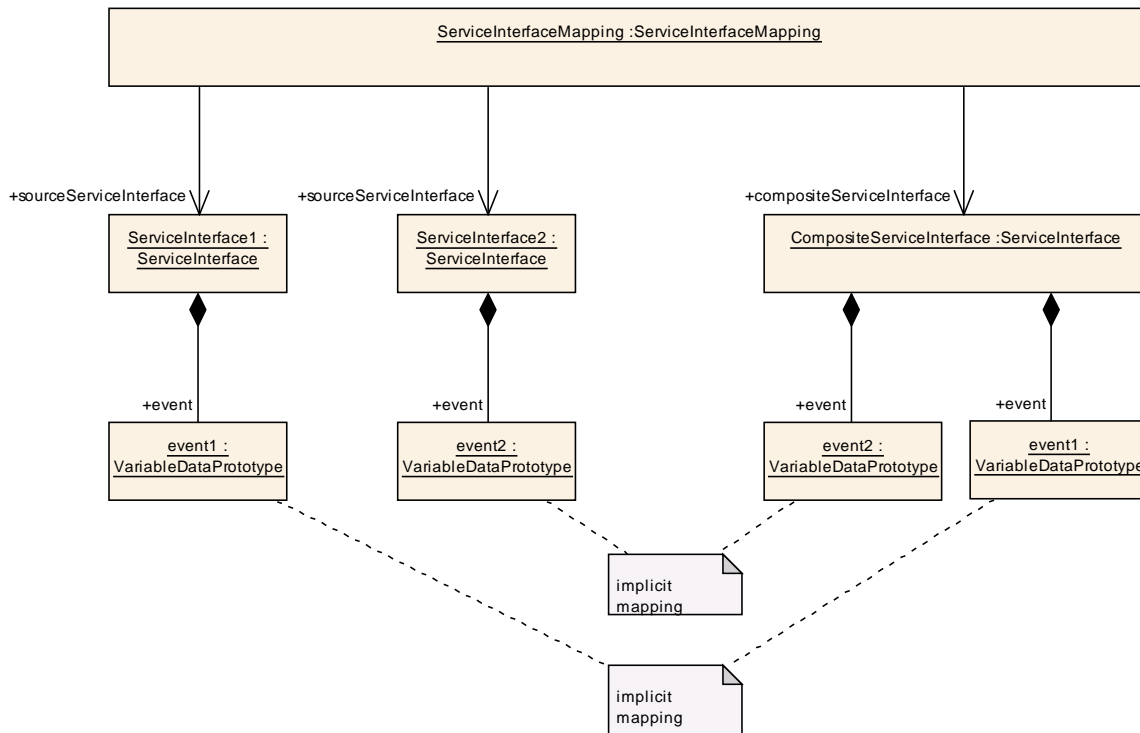 ServiceInterfaceMapping :ServiceInterfaceMapping
+sourceServiceInterface
+sourceServiceInterface
+compositeServiceInterface
ServiceInterface1 :
ServiceInterface
ServiceInterface2 :
ServiceInterface
CompositeServiceInterface :ServiceInterface
+event
+event
+event
+event
event1 :
VariableDataPrototype
event2 :
VariableDataPrototype
event2 :
VariableDataPrototype
event1 :
VariableDataPrototype
implicit
mapping
implicit
mapping